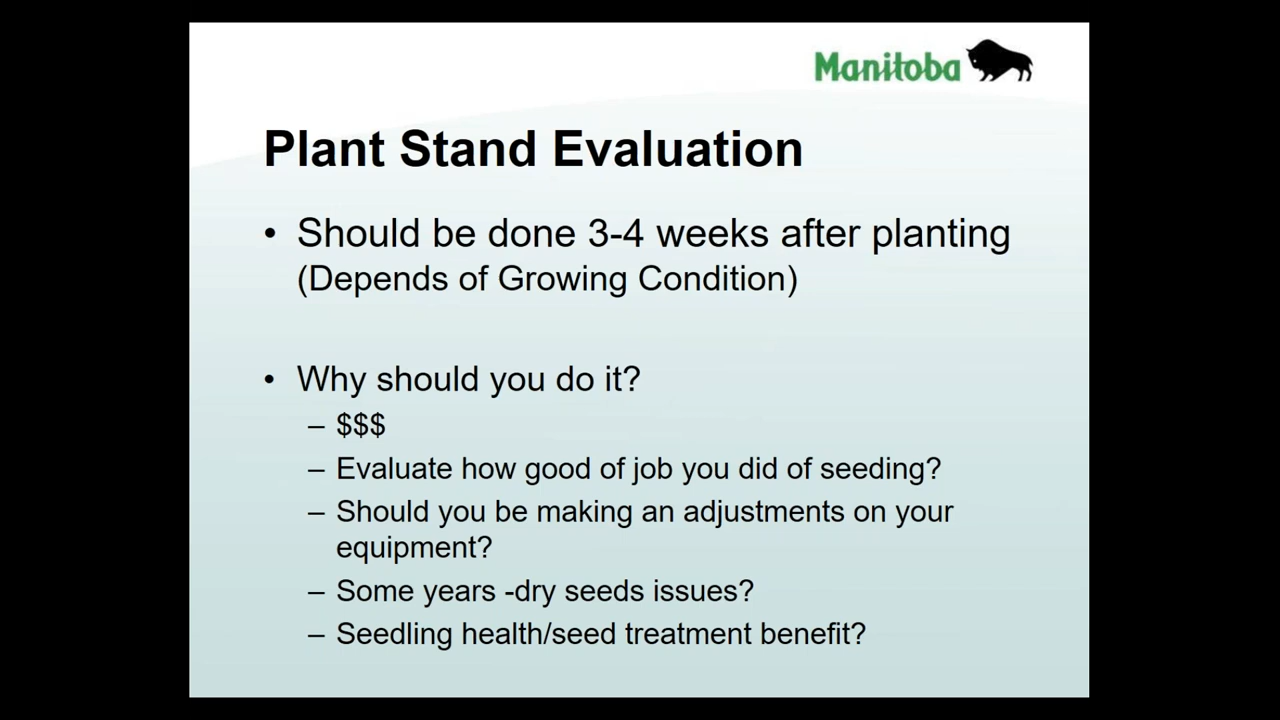 Manitoba
Plant Stand Evaluation
• Should be done 3-4 weeks after planting
(Depends of Growing Condition)
• Why should you do it?
– $$$
– Evaluate how good of job you did of seeding?
– Should you be making an adjustments on your
equipment?
– Some years -dry seeds issues?
– Seedling health/seed treatment benefit?